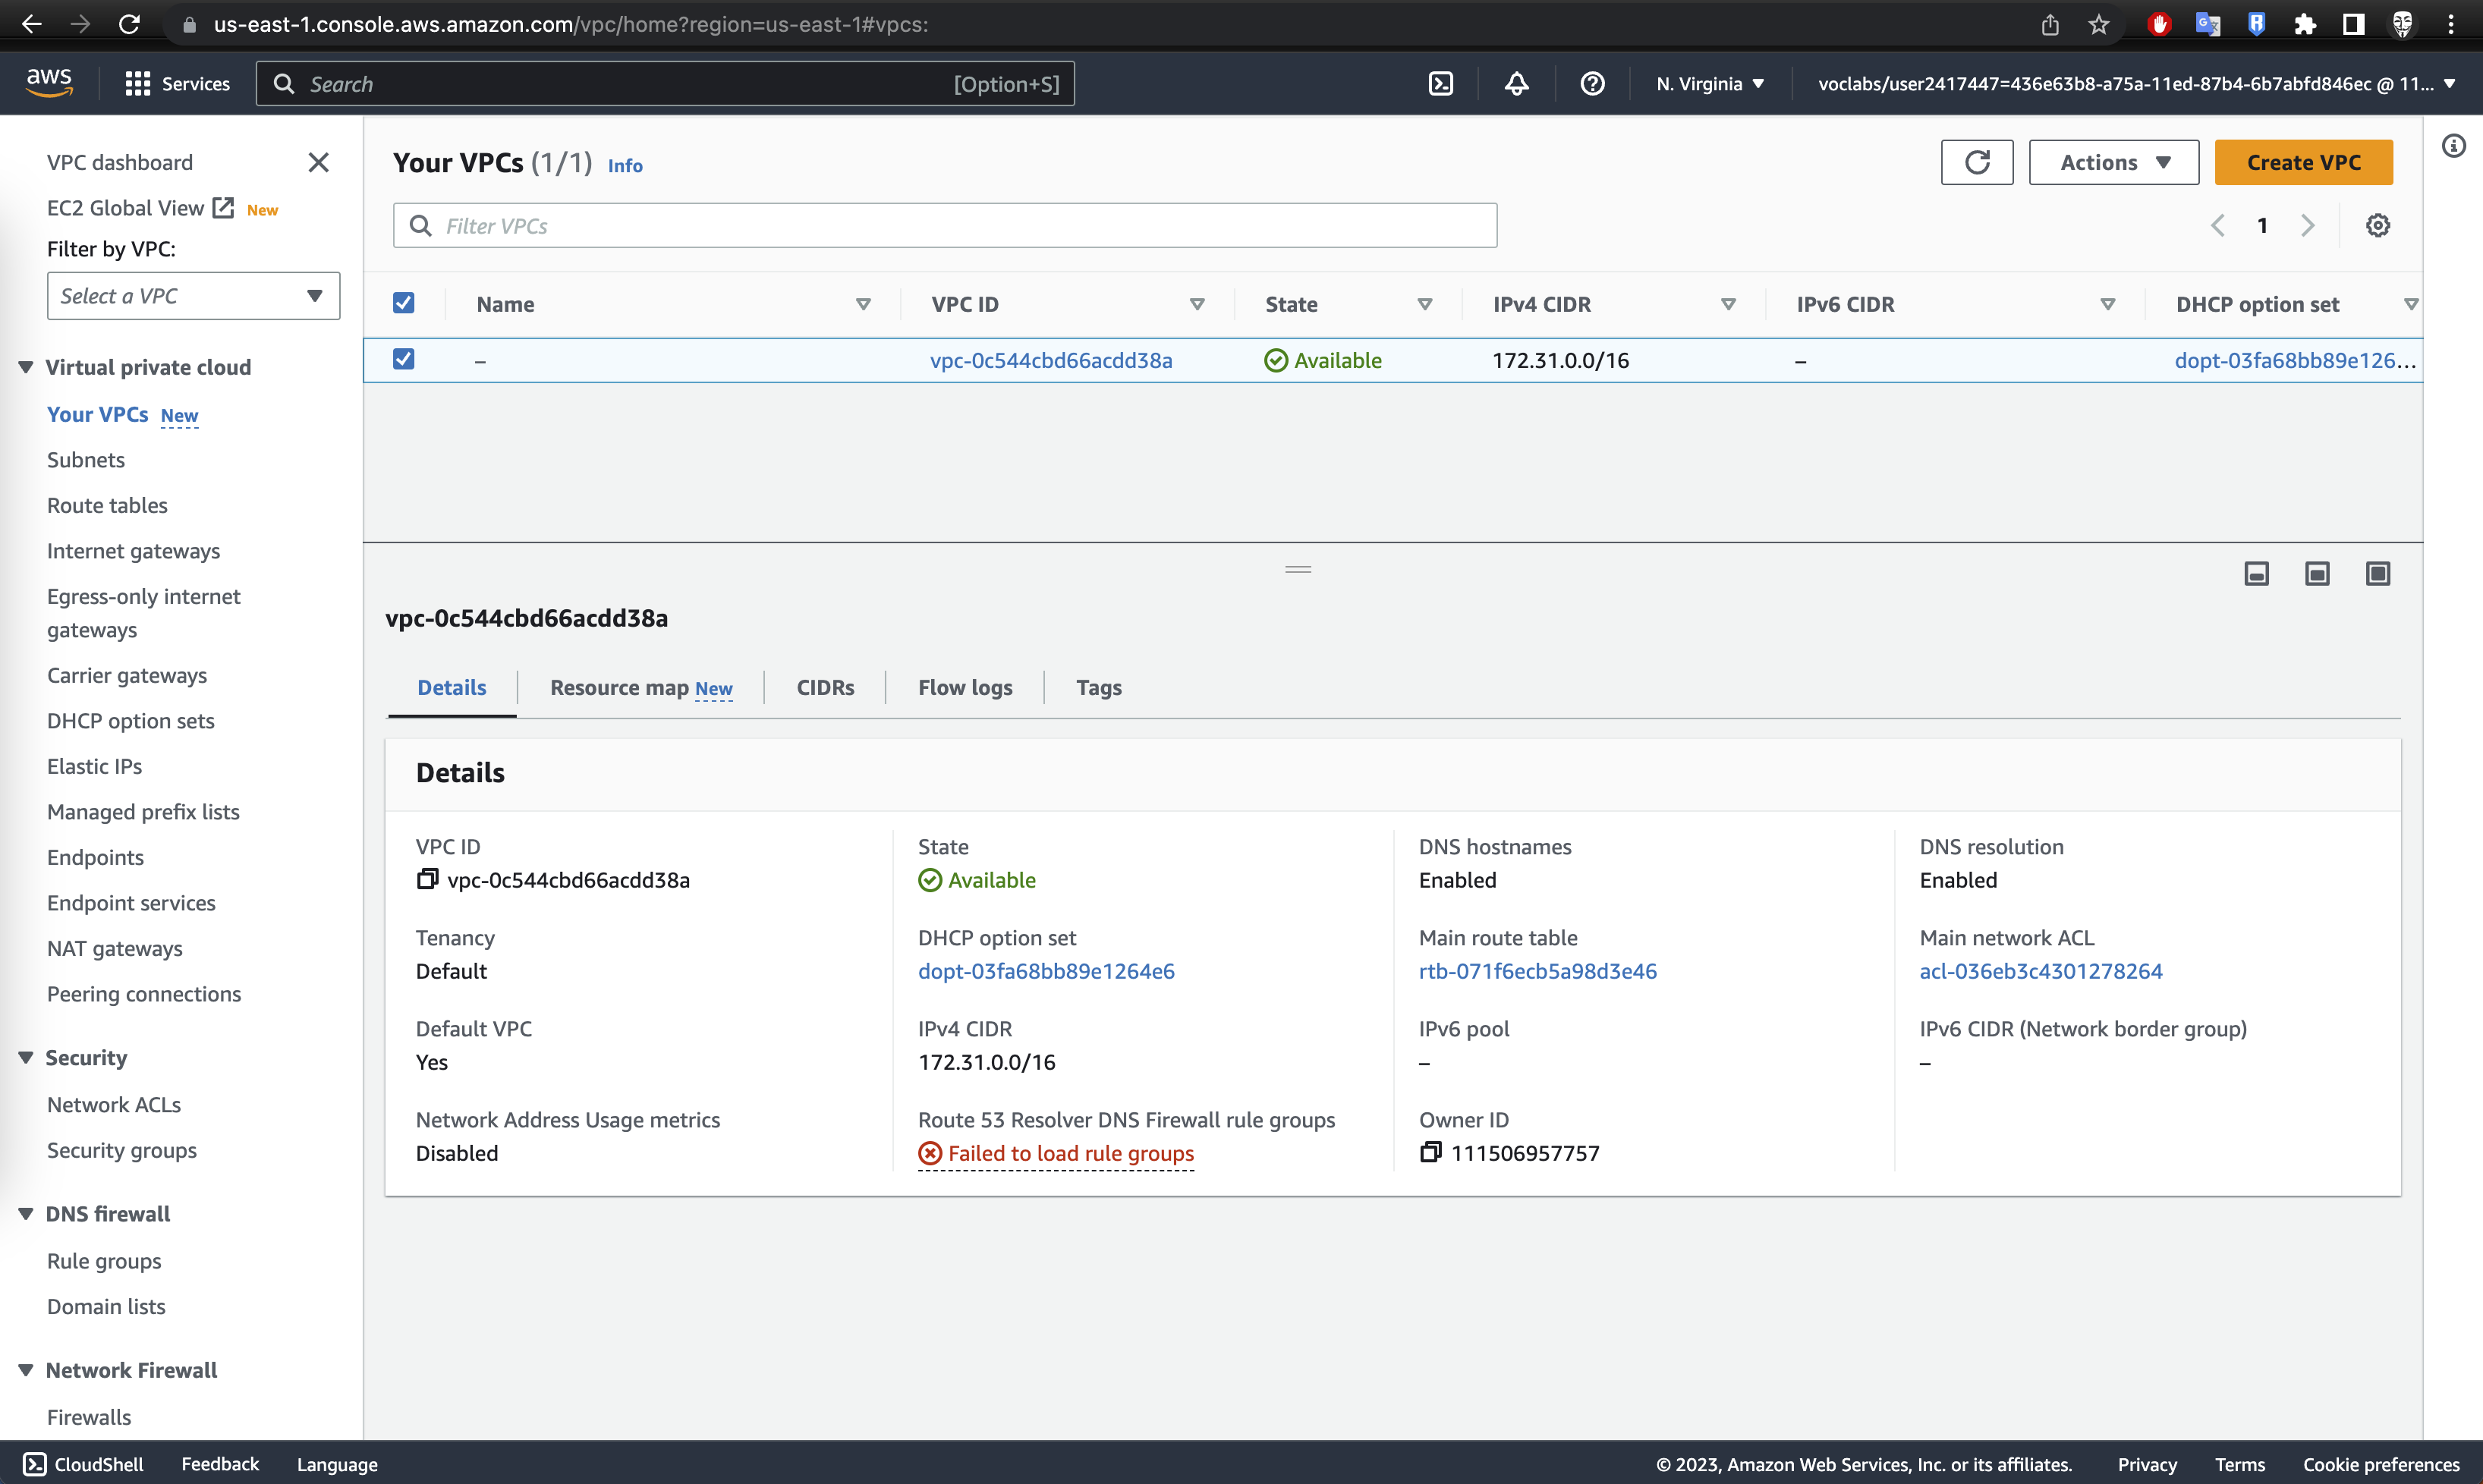 us-east-1.console.aws.amazon.com/vpc/home?region=us-east-1#vpcs:
aws
Services
Search
[Option+S]
N. Virginia
voclabs/user2417447=436e63b8-a75a-11ed-87b4-6b7abfd846ec @ 11...
VPC dashboard
EC2 Global View New
Filter by VPC:
Select a VPC
Virtual private cloud
Your VPCs New
Subnets
Route tables
Internet gateways
Egress-only internet
gateways
Carrier gateways
DHCP option sets
Elastic IPs
Managed prefix lists
Endpoints
Endpoint services
NAT gateways
Peering connections
Security
Network ACLs
Security groups
DNS firewall
Rule groups
Domain lists
Network Firewall
Firewalls
Your VPCs (1/1) Info
Actions
Create VPC
Filter VPCs
1
Name VPC ID State IPv4 CIDR IPv6 CIDR DHCP option set
– vpc-0c544cbd66acdd38a Available 172.31.0.0/16 – dopt-03fa68bb89e126...
vpc-0c544cbd66acdd38a
Details Resource map New CIDRs Flow logs Tags
Details
VPC ID
vpc-0c544cbd66acdd38a
State
Available
DNS hostnames
Enabled
DNS resolution
Enabled
Tenancy
Default
DHCP option set
dopt-03fa68bb89e1264e6
Main route table
rtb-071f6ecb5a98d3e46
Main network ACL
acl-036eb3c4301278264
Default VPC
Yes
IPv4 CIDR
172.31.0.0/16
IPv6 pool
–
IPv6 CIDR (Network border group)
–
Network Address Usage metrics
Disabled
Route 53 Resolver DNS Firewall rule groups
Failed to load rule groups
Owner ID
111506957757
CloudShell Feedback Language
© 2023, Amazon Web Services, Inc. or its affiliates. Privacy Terms Cookie preferences